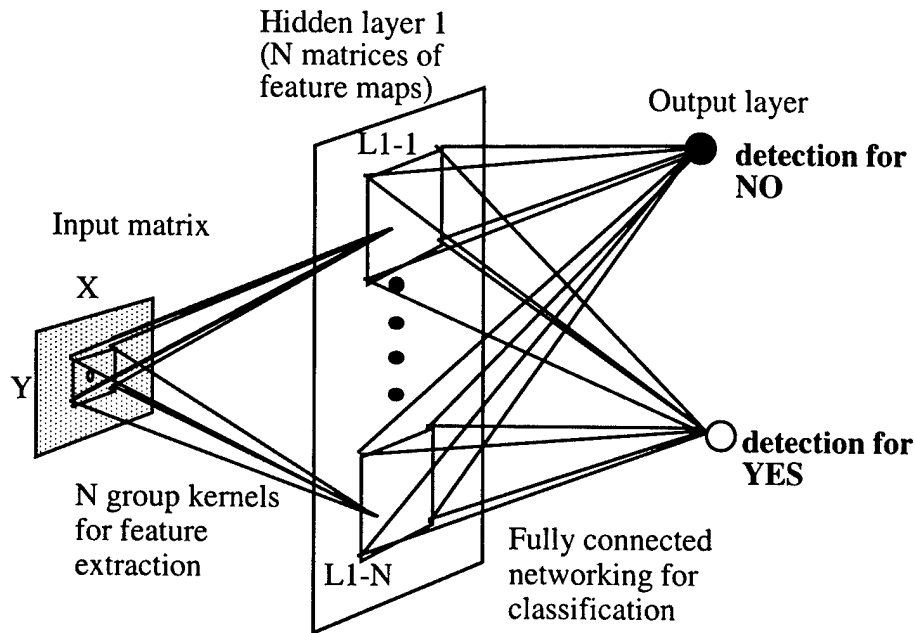 Hidden layer 1
(N matrices of
feature maps)
Output layer
L1-1
detection for
NO
Input matrix
X
Y
detection for
YES
N group kernels
for feature
extraction
L1-N
Fully connected
networking for
classification